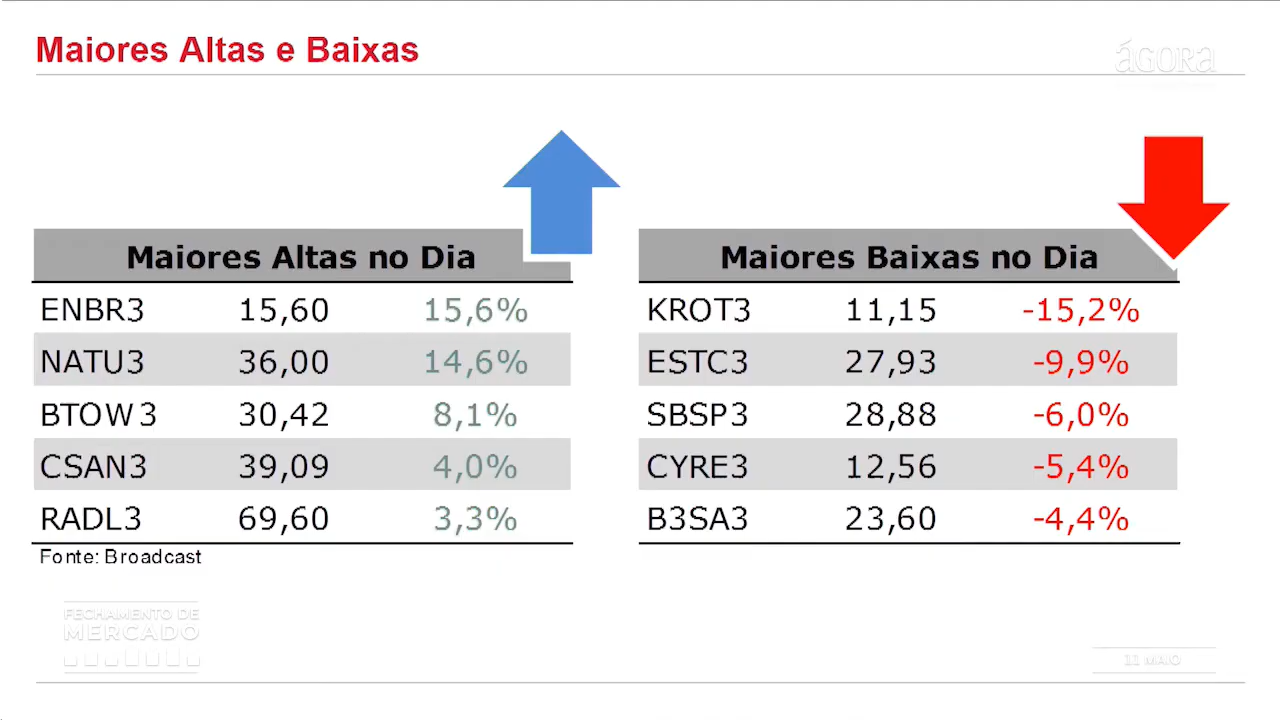 Maiores Altas e Baixas
ágora
Maiores Altas no Dia
ENBR3 15,60 15,6%
NATU3 36,00 14,6%
BTOW3 30,42 8,1%
CSAN3 39,09 4,0%
RADL3 69,60 3,3%
Fonte: Broadcast
Maiores Baixas no Dia
KROT3 11,15 -15,2%
ESTC3 27,93 -9,9%
SBSP3 28,88 -6,0%
CYRE3 12,56 -5,4%
B3SA3 23,60 -4,4%
FECHAMENTO DE
MERCADO
11 MAIO